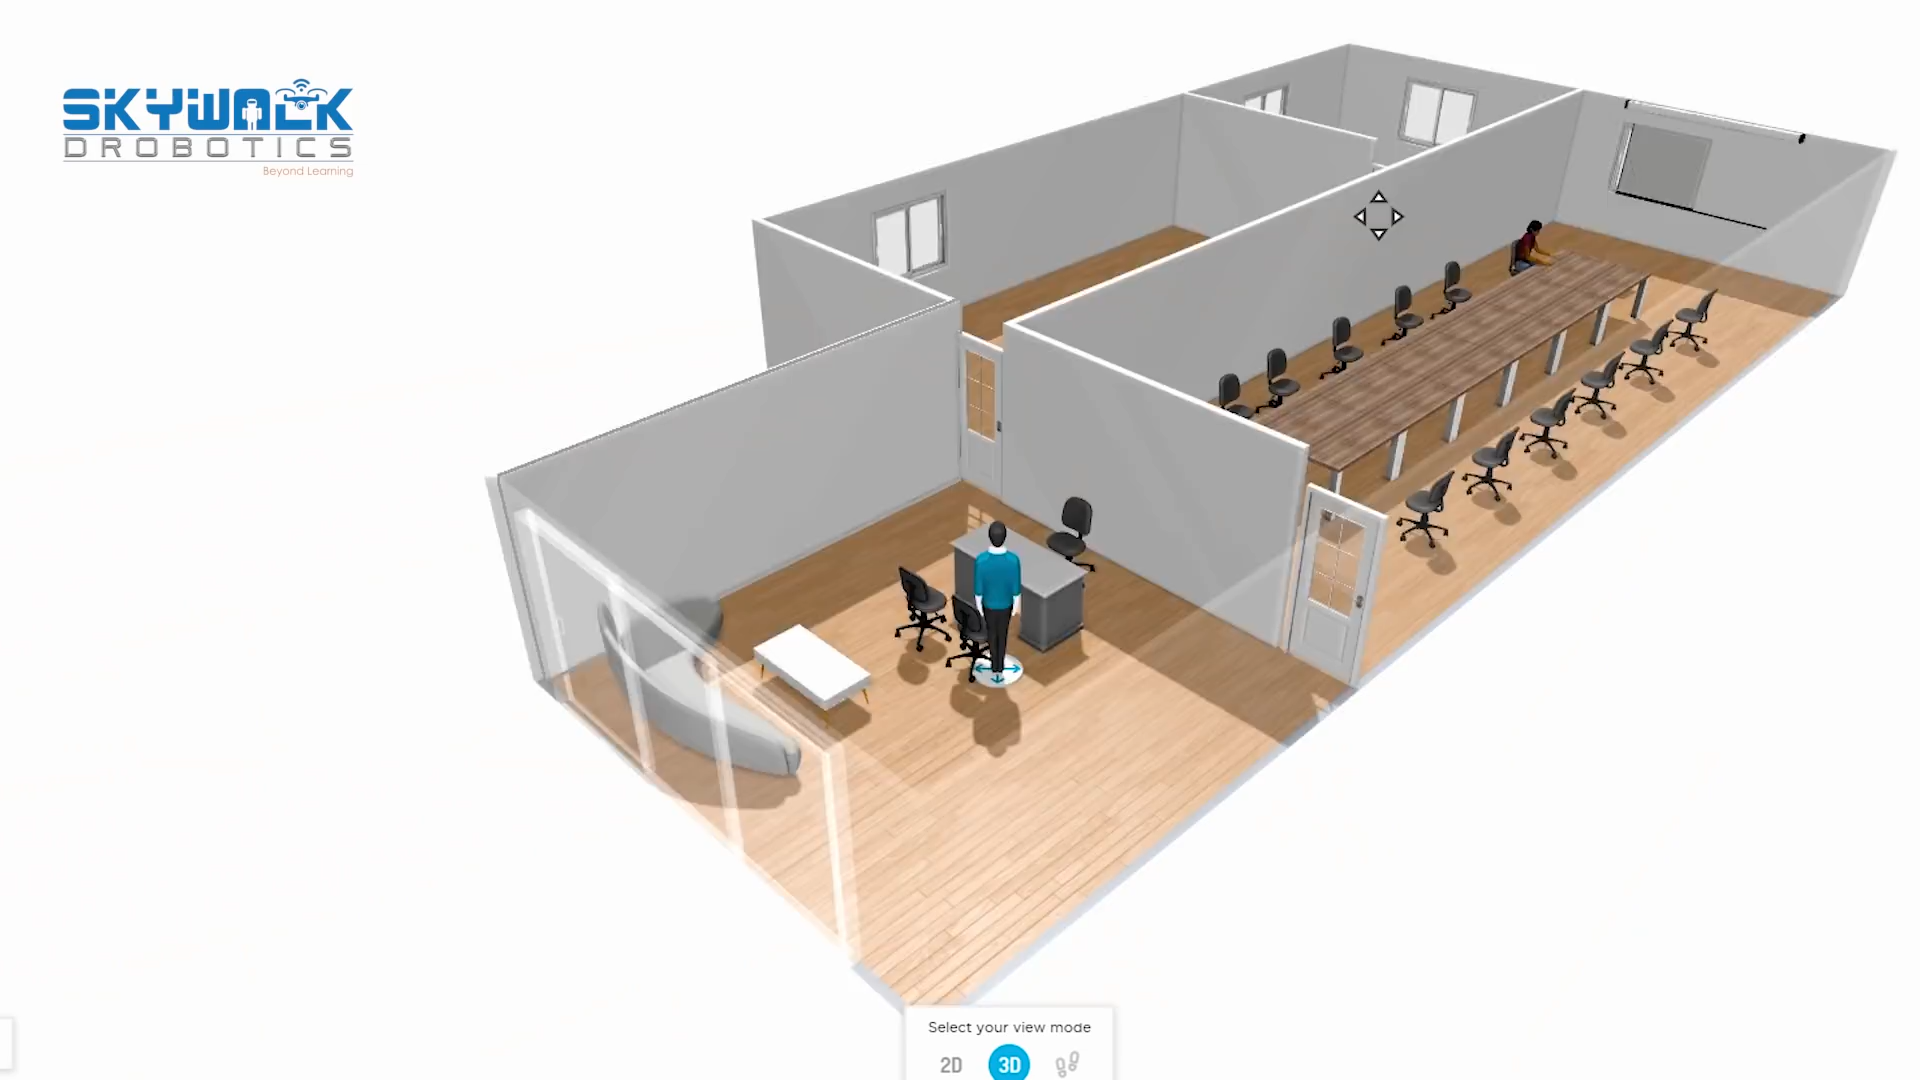 SKYWALK
DROBOTICS
Beyond Learning
Select your view mode
2D 3D